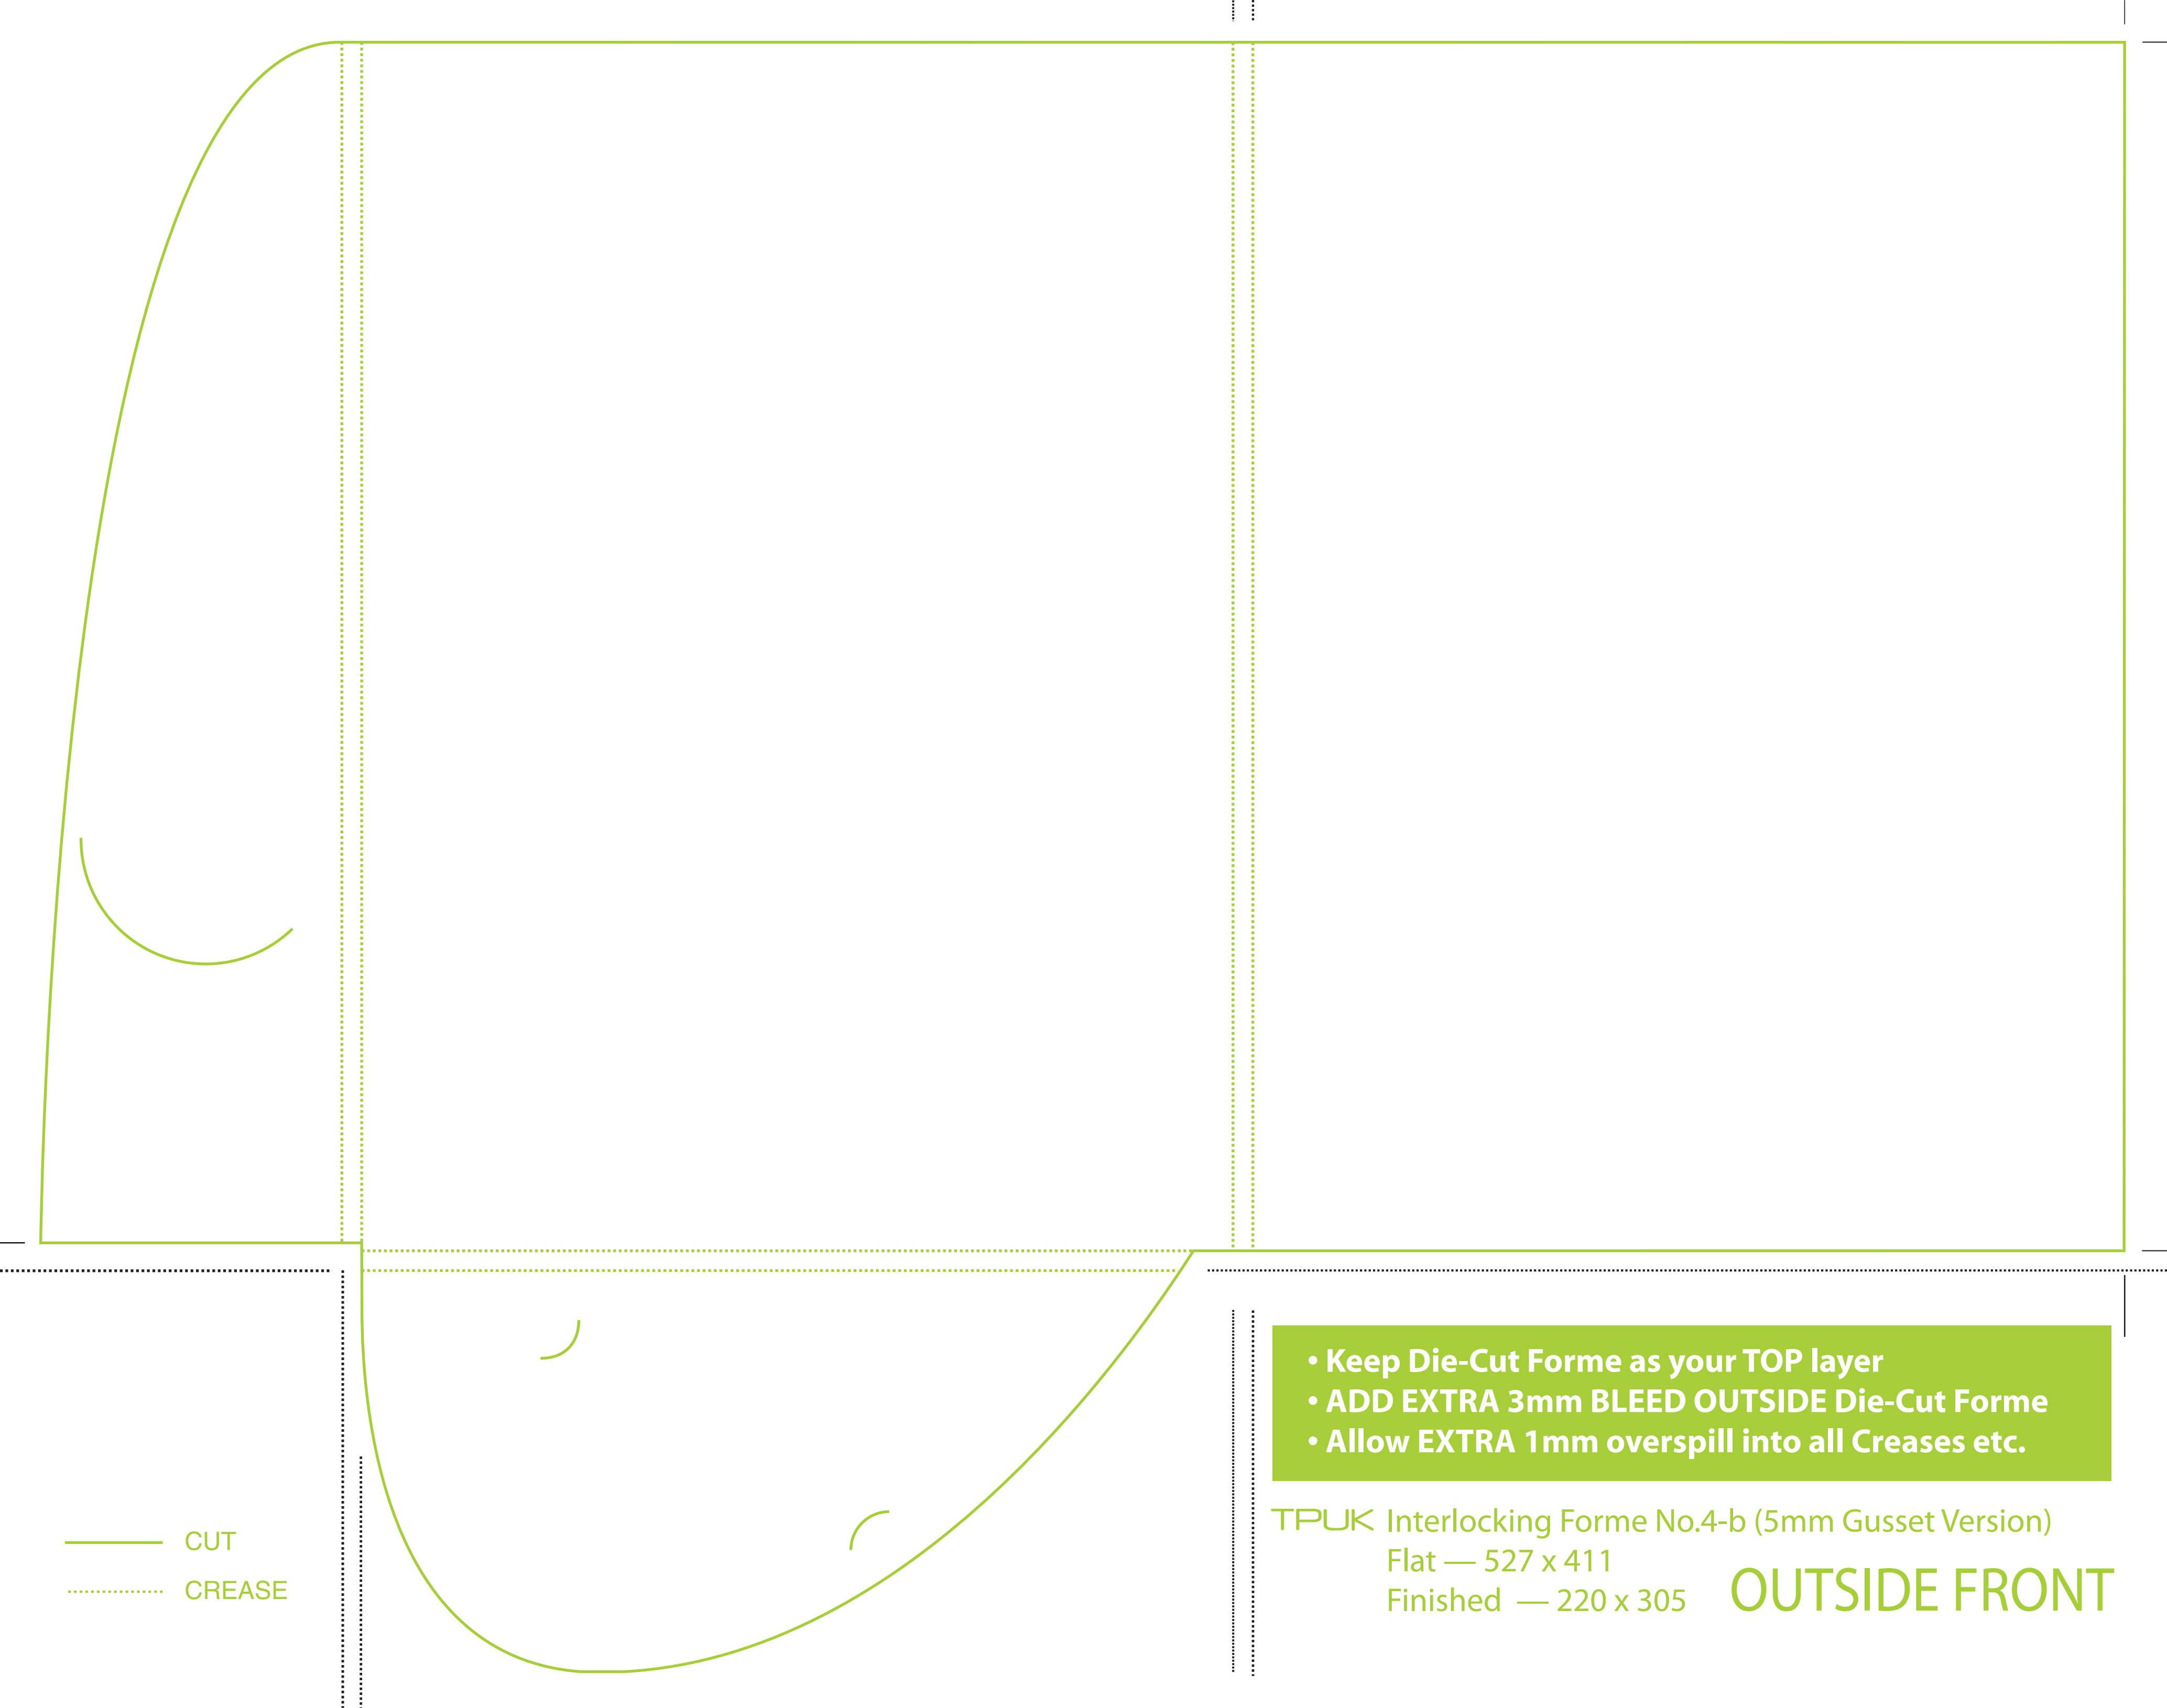 • Keep Die-Cut Forme as your TOP layer
• ADD EXTRA 3mm BLEED OUTSIDE Die-Cut Forme
• Allow EXTRA 1mm overspill into all Creases etc.
TPUK Interlocking Forme No.4-b (5mm Gusset Version)
Flat — 527 x 411
Finished — 220 x 305
OUTSIDE FRONT
CUT
CREASE